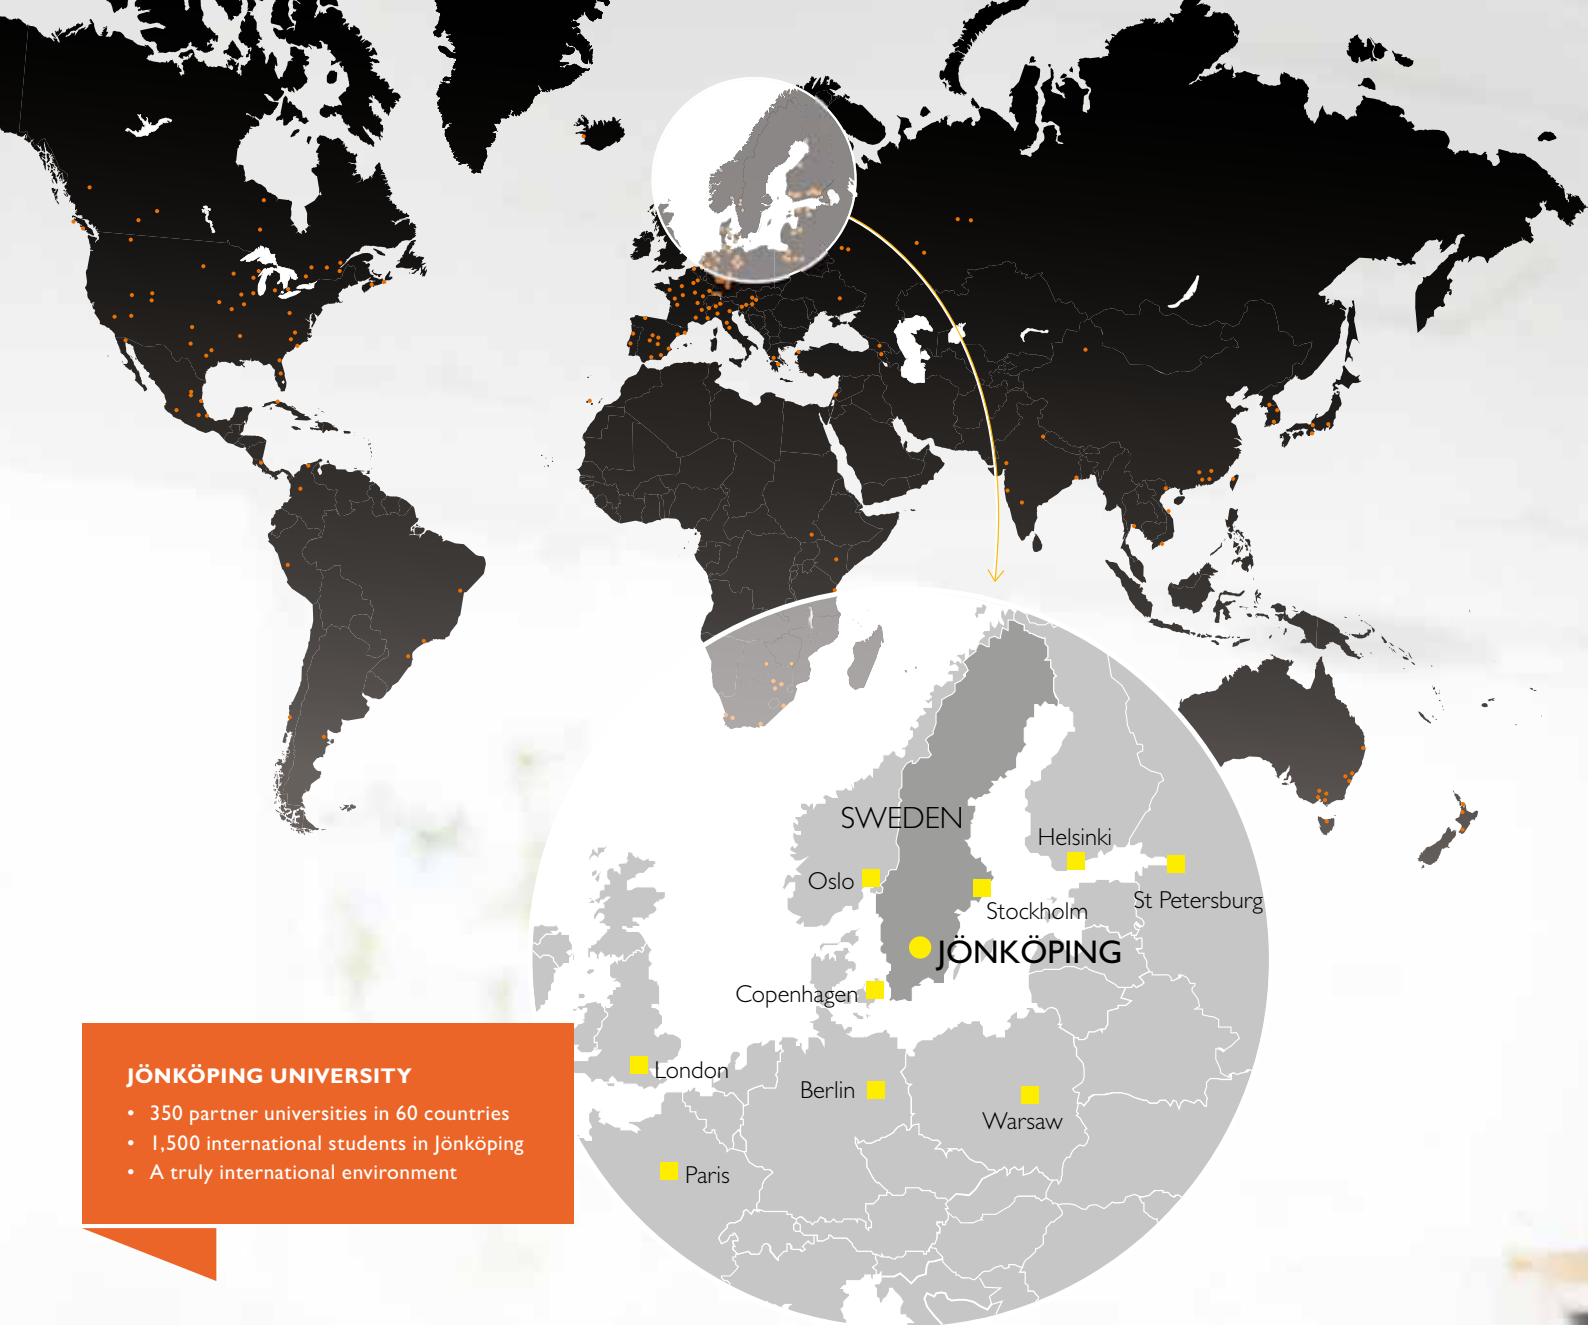 SWEDEN
Helsinki
Oslo
St Petersburg
Stockholm
JÖNKÖPING
Copenhagen
London
Berlin
Warsaw
Paris
JÖNKÖPING UNIVERSITY
• 350 partner universities in 60 countries
• 1,500 international students in Jönköping
• A truly international environment